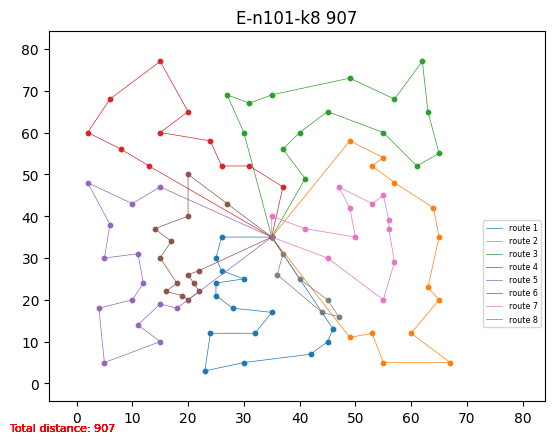 E-n101-k8 907
80
70
60
50
40
30
20
10
0
route 1
route 2
route 3
route 4
route 5
route 6
route 7
route 8
0 10 20 30 40 50 60 70 80
Total distance: 907